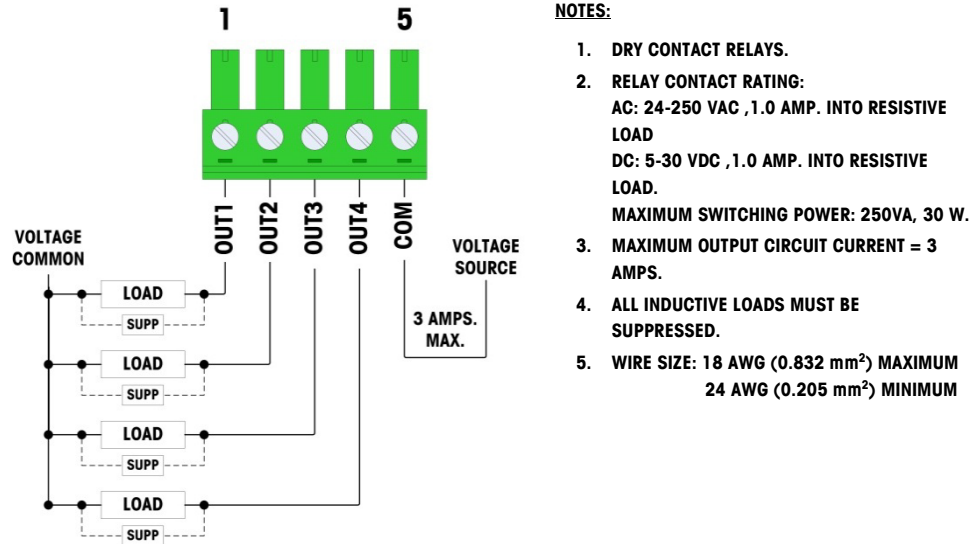 1 5
OUT1
OUT2
OUT3
OUT4
COM
VOLTAGE
COMMON
VOLTAGE
SOURCE
3 AMPS.
MAX.
LOAD
SUPP
LOAD
SUPP
LOAD
SUPP
LOAD
SUPP
NOTES:
1. DRY CONTACT RELAYS.
2. RELAY CONTACT RATING:
AC: 24-250 VAC ,1.0 AMP. INTO RESISTIVE
LOAD
DC: 5-30 VDC ,1.0 AMP. INTO RESISTIVE
LOAD.
MAXIMUM SWITCHING POWER: 250VA, 30 W.
3. MAXIMUM OUTPUT CIRCUIT CURRENT = 3
AMPS.
4. ALL INDUCTIVE LOADS MUST BE
SUPPRESSED.
5. WIRE SIZE: 18 AWG (0.832 mm²) MAXIMUM
24 AWG (0.205 mm²) MINIMUM